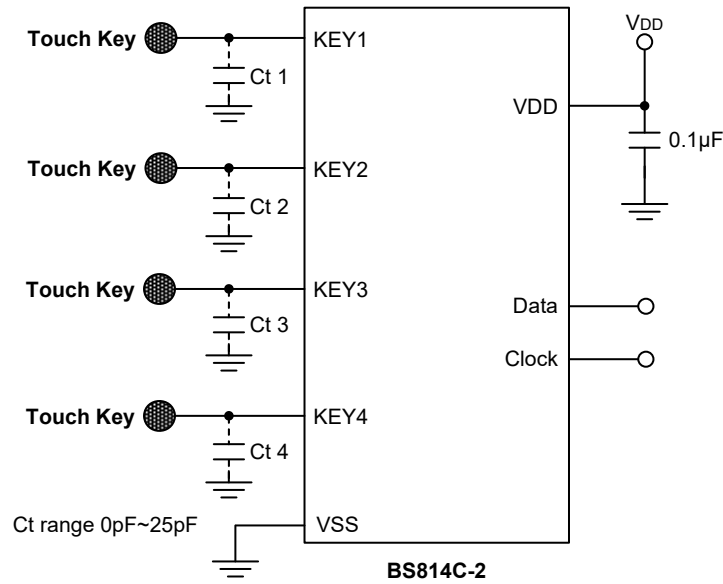 Touch Key
KEY1
Ct 1
VDD
VDD
0.1µF
Touch Key
KEY2
Ct 2
Touch Key
KEY3
Ct 3
Data
Clock
Touch Key
KEY4
Ct 4
Ct range 0pF~25pF
VSS
BS814C-2